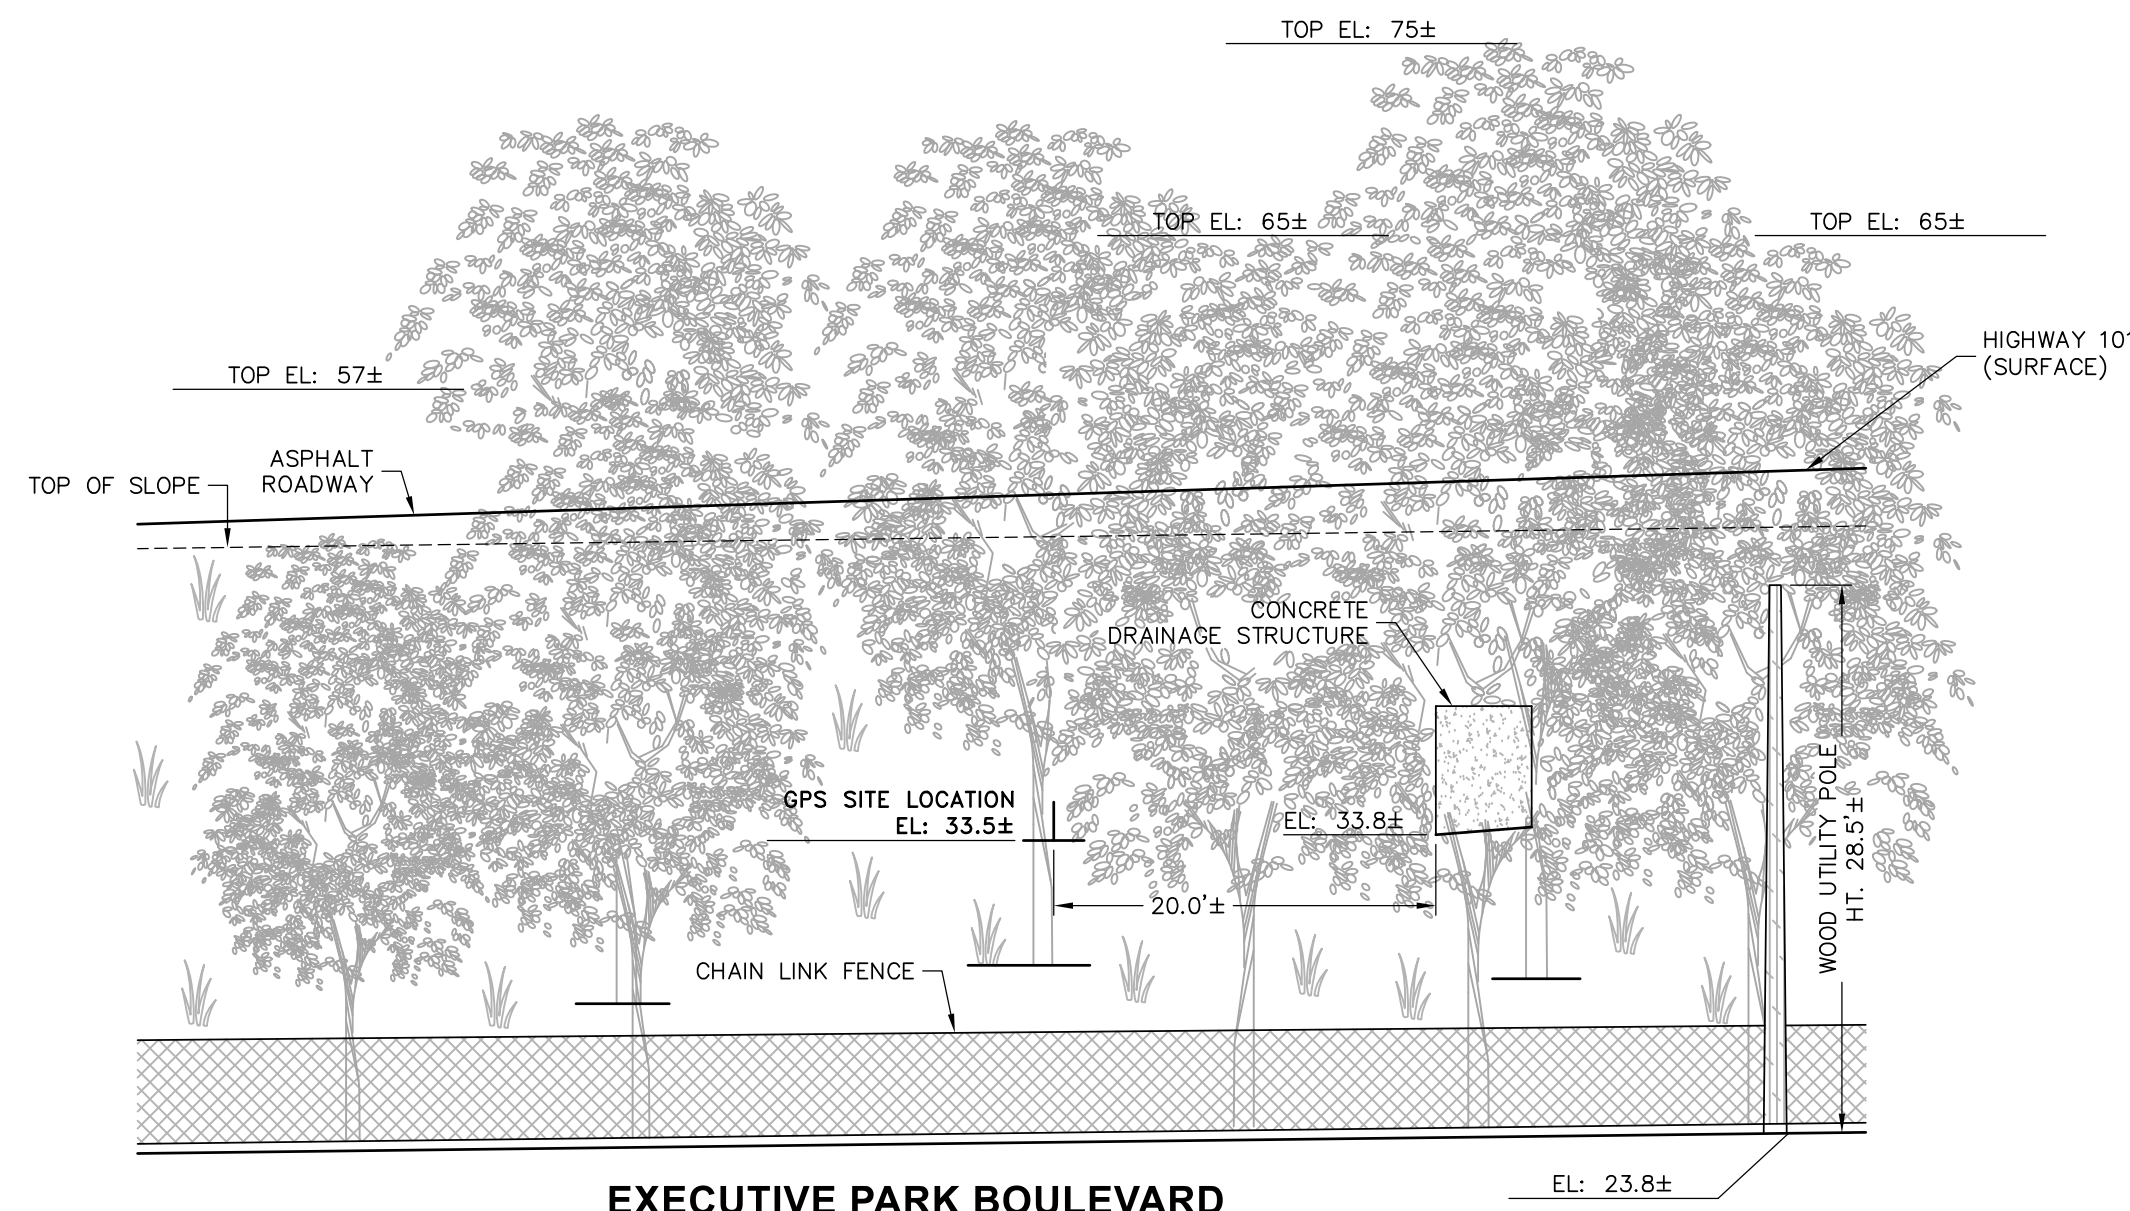 TOP EL: 75±
TOP EL: 65±
TOP EL: 65±
HIGHWAY 101
(SURFACE)
TOP EL: 57±
ASPHALT
ROADWAY
TOP OF SLOPE
CONCRETE
DRAINAGE STRUCTURE
GPS SITE LOCATION
EL: 33.5±
EL: 33.8±
WOOD UTILITY POLE
HT. 28.5'±
20.0'±
CHAIN LINK FENCE
EL: 23.8±
EXECUTIVE PARK BOULEVARD